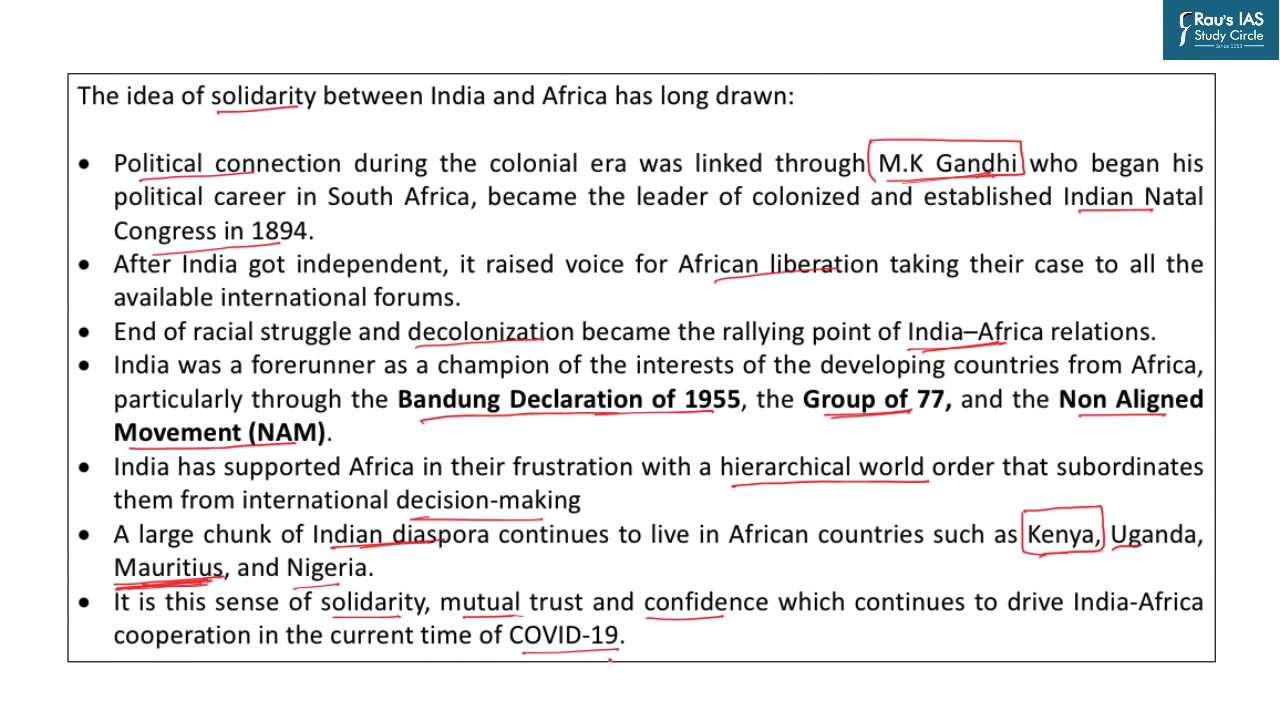 Rau's IAS
Study Circle
Since 1953
The idea of solidarity between India and Africa has long drawn:
• Political connection during the colonial era was linked through M.K Gandhi who began his
political career in South Africa, became the leader of colonized and established Indian Natal
Congress in 1894.
• After India got independent, it raised voice for African liberation taking their case to all the
available international forums.
• End of racial struggle and decolonization became the rallying point of India–Africa relations.
• India was a forerunner as a champion of the interests of the developing countries from Africa,
particularly through the Bandung Declaration of 1955, the Group of 77, and the Non Aligned
Movement (NAM).
• India has supported Africa in their frustration with a hierarchical world order that subordinates
them from international decision-making
• A large chunk of Indian diaspora continues to live in African countries such as Kenya, Uganda,
Mauritius, and Nigeria.
• It is this sense of solidarity, mutual trust and confidence which continues to drive India-Africa
cooperation in the current time of COVID-19.